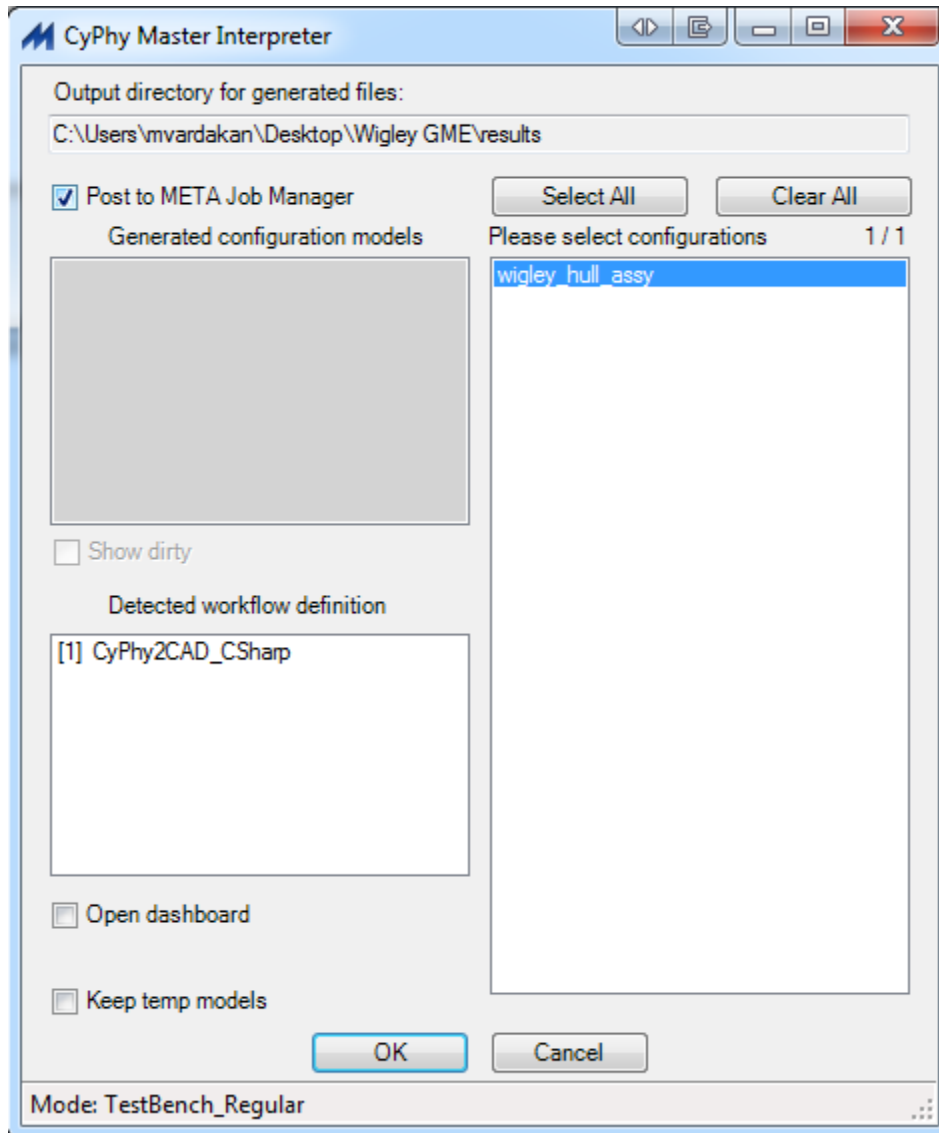 CyPhy Master Interpreter
Output directory for generated files:
C:\Users\mvardakan\Desktop\Wigley GME\results
Post to META Job Manager
Select All
Clear All
Generated configuration models
Please select configurations
1 / 1
wigley_hull_assy
Show dirty
Detected workflow definition
[1] CyPhy2CAD_CSharp
Open dashboard
Keep temp models
OK
Cancel
Mode: TestBench_Regular